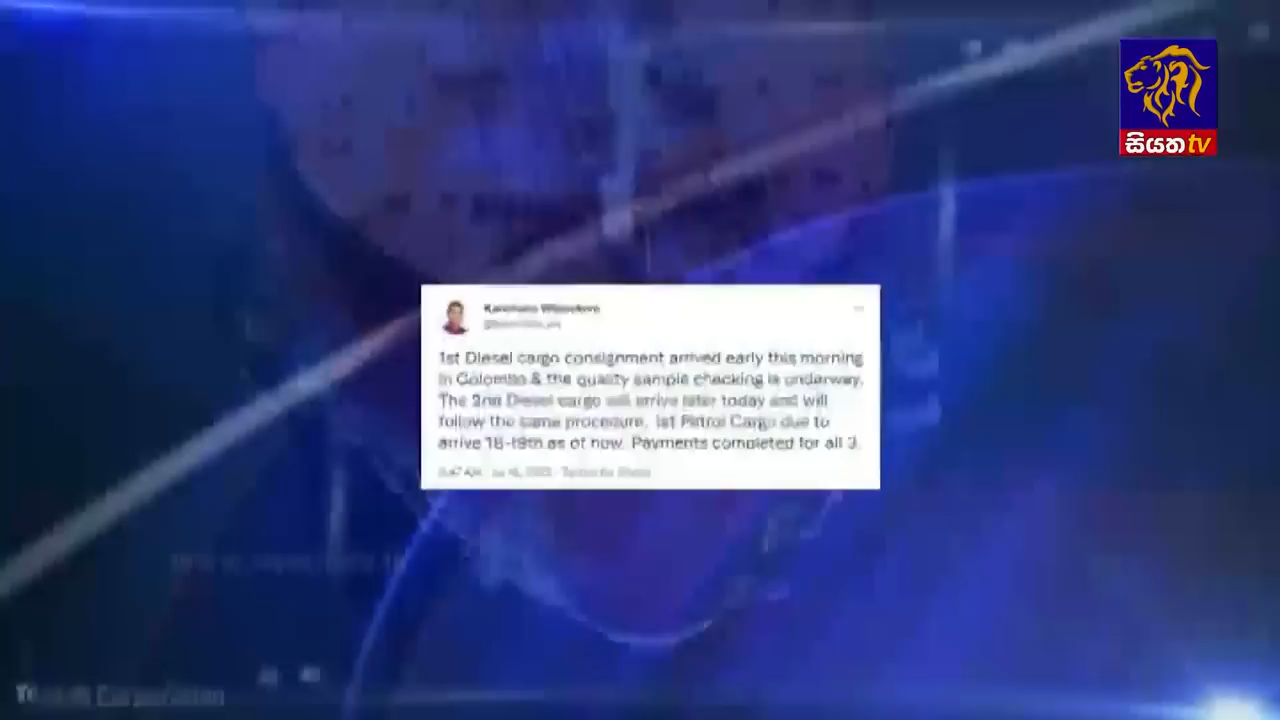 සියත tv
1st Diesel cargo consignment arrived early this morning
in Colombo & the quality sample checking is underway.
The 2nd Diesel cargo will arrive later today and will
follow the same procedure. 1st Petrol Cargo due to
arrive 18-19th as of now. Payments completed for all 3.